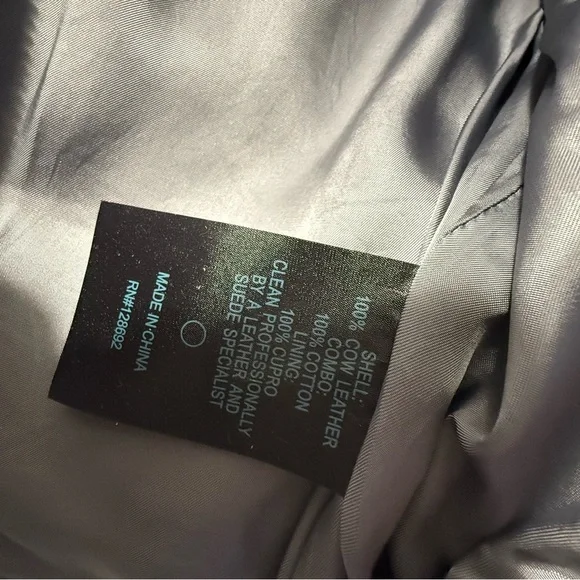 SHELL:
100% COW LEATHER
COMBO:
100% COTTON
LINING:
100% CUPRO
CLEAN PROFESSIONALLY
BY A LEATHER AND
SUEDE SPECIALIST
MADE IN CHINA
RN#128692